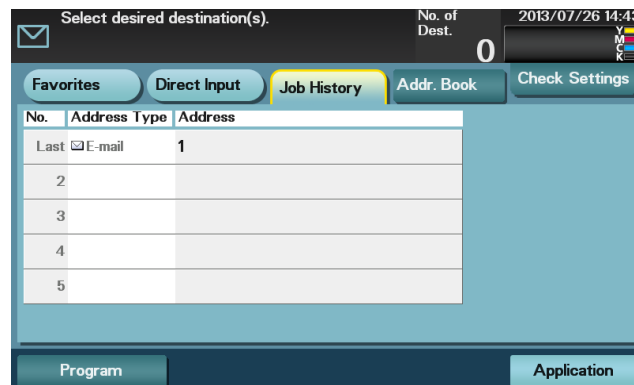 Select desired destination(s).
No. of
Dest.
0
2013/07/26 14:43
Y
M
C
K
Favorites
Direct Input
Job History
Addr. Book
Check Settings
No. Address Type Address
Last E-mail 1
2
3
4
5
Program
Application